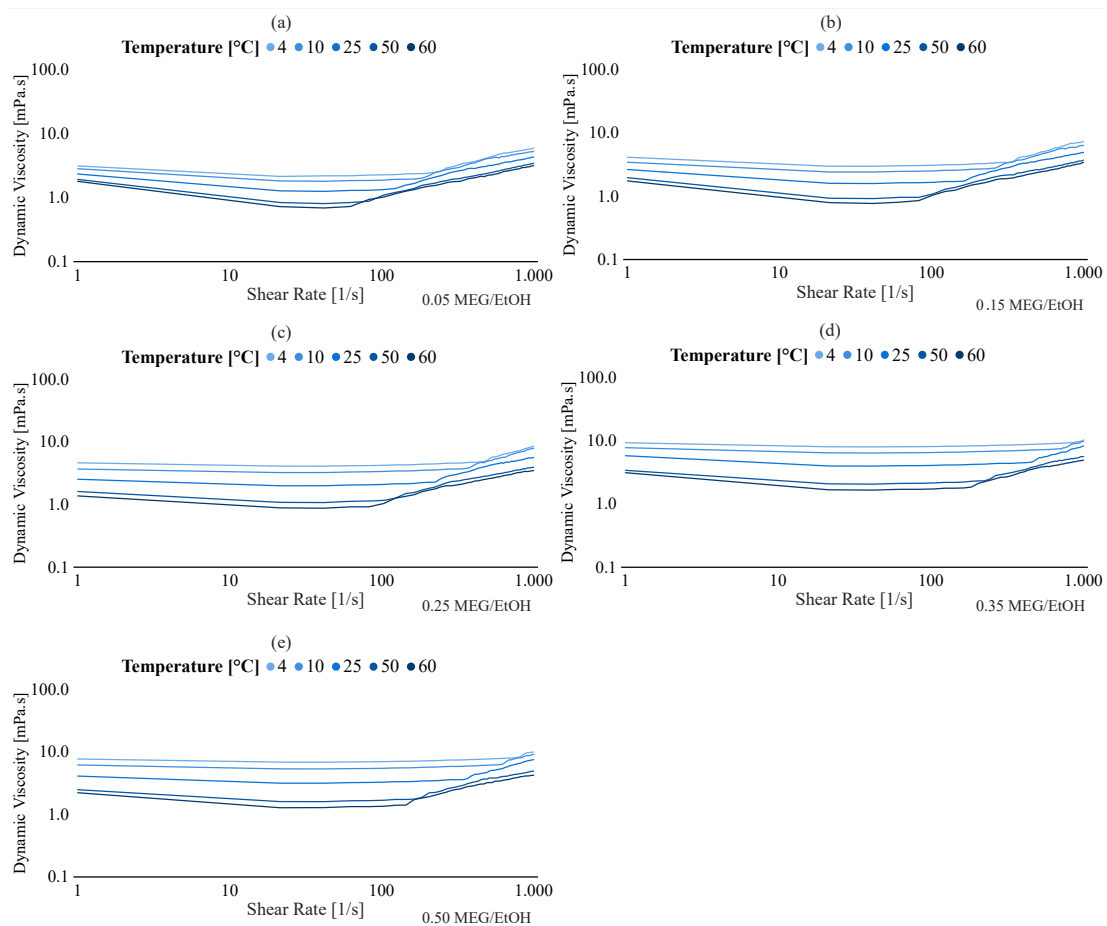 (a)
Temperature [°C] 4 10 25 50 60
Dynamic Viscosity [mPa.s]
100.0
10.0
1.0
0.1
1 10 100 1.000
Shear Rate [1/s]
0.05 MEG/EtOH
(b)
Temperature [°C] 4 10 25 50 60
Dynamic Viscosity [mPa.s]
100.0
10.0
1.0
0.1
1 10 100 1.000
Shear Rate [1/s]
0.15 MEG/EtOH
(c)
Temperature [°C] 4 10 25 50 60
Dynamic Viscosity [mPa.s]
100.0
10.0
1.0
0.1
1 10 100 1.000
Shear Rate [1/s]
0.25 MEG/EtOH
(d)
Temperature [°C] 4 10 25 50 60
Dynamic Viscosity [mPa.s]
100.0
10.0
1.0
0.1
1 10 100 1.000
Shear Rate [1/s]
0.35 MEG/EtOH
(e)
Temperature [°C] 4 10 25 50 60
Dynamic Viscosity [mPa.s]
100.0
10.0
1.0
0.1
1 10 100 1.000
Shear Rate [1/s]
0.50 MEG/EtOH